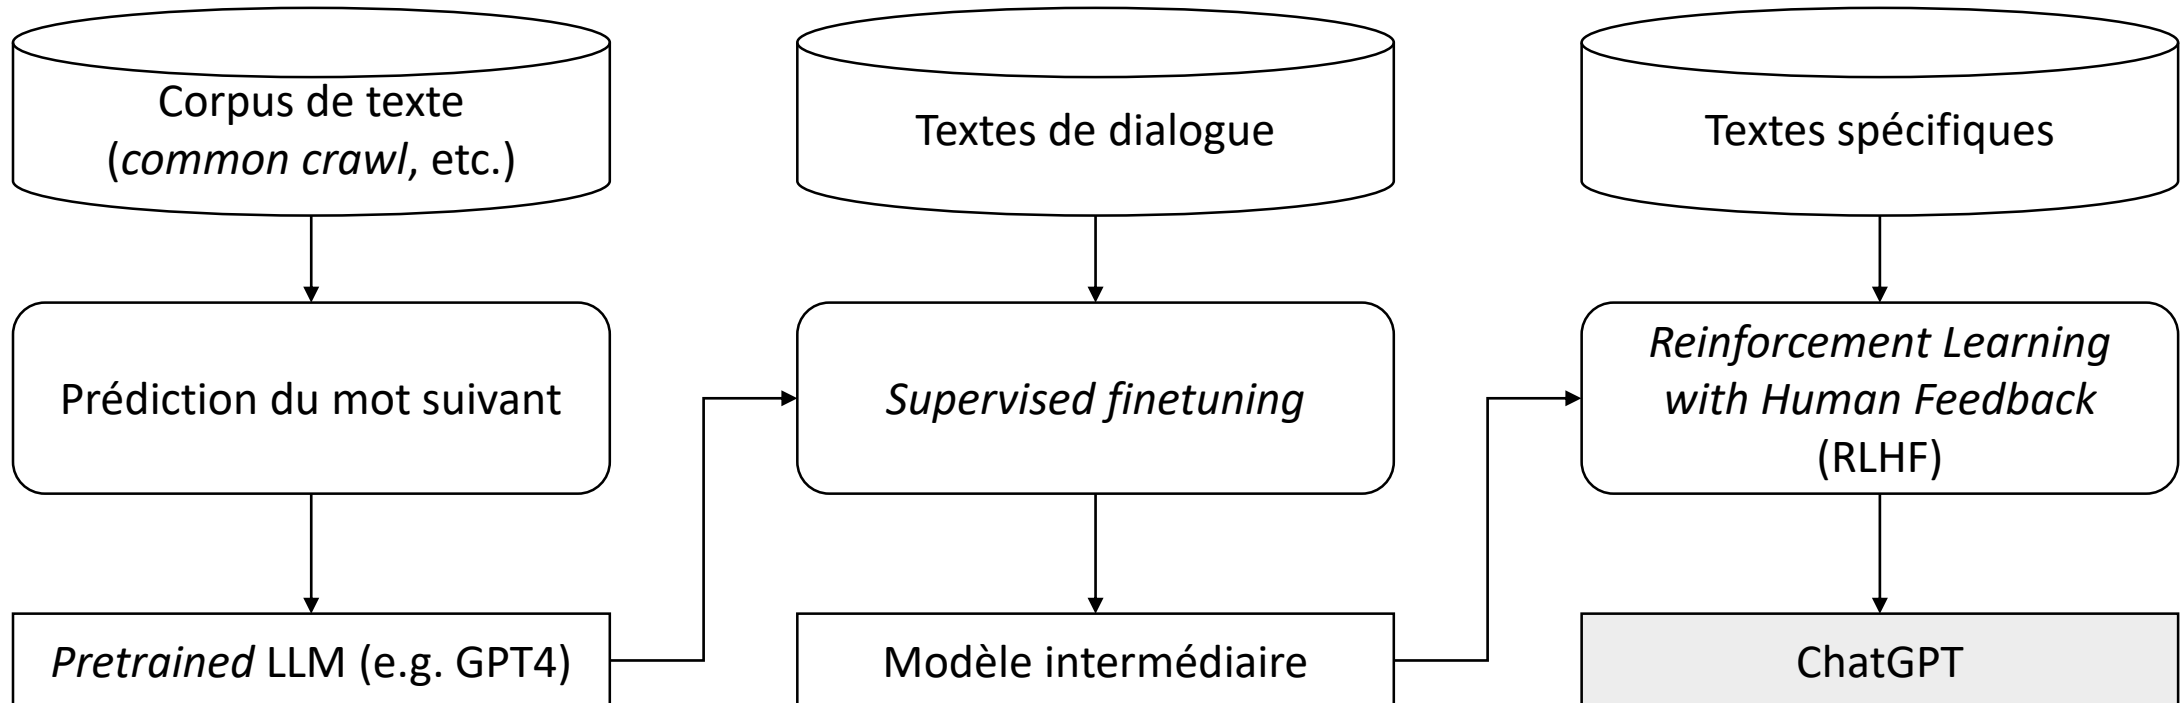 Corpus de texte
(common crawl, etc.)
Textes de dialogue
Textes spécifiques
Prédiction du mot suivant
Supervised finetuning
Reinforcement Learning
with Human Feedback
(RLHF)
Pretrained LLM (e.g. GPT4)
Modèle intermédiaire
ChatGPT